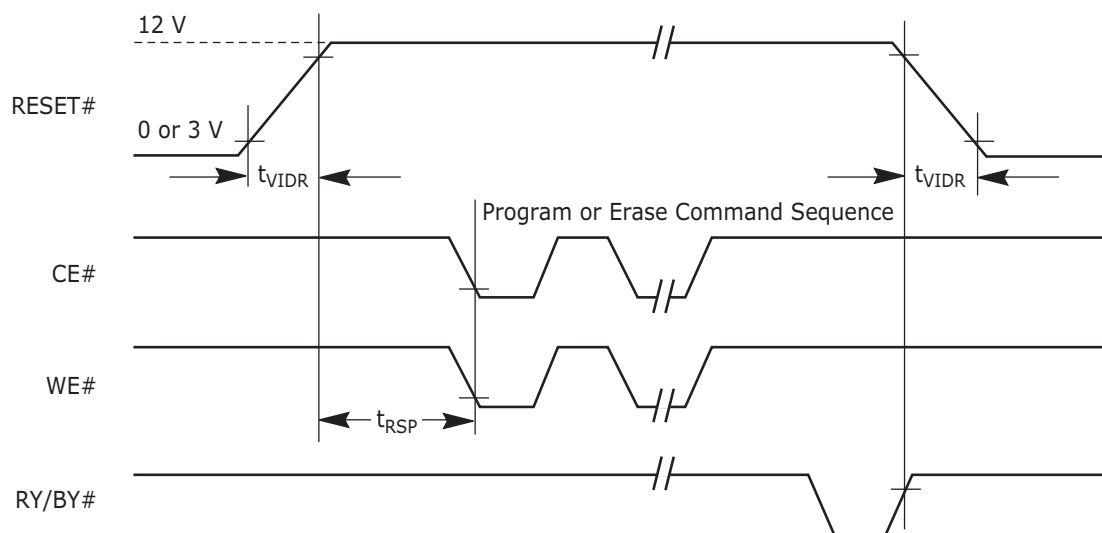 12 V
RESET#
0 or 3 V
tVIDR
tVIDR
Program or Erase Command Sequence
CE#
WE#
tRSP
RY/BY#